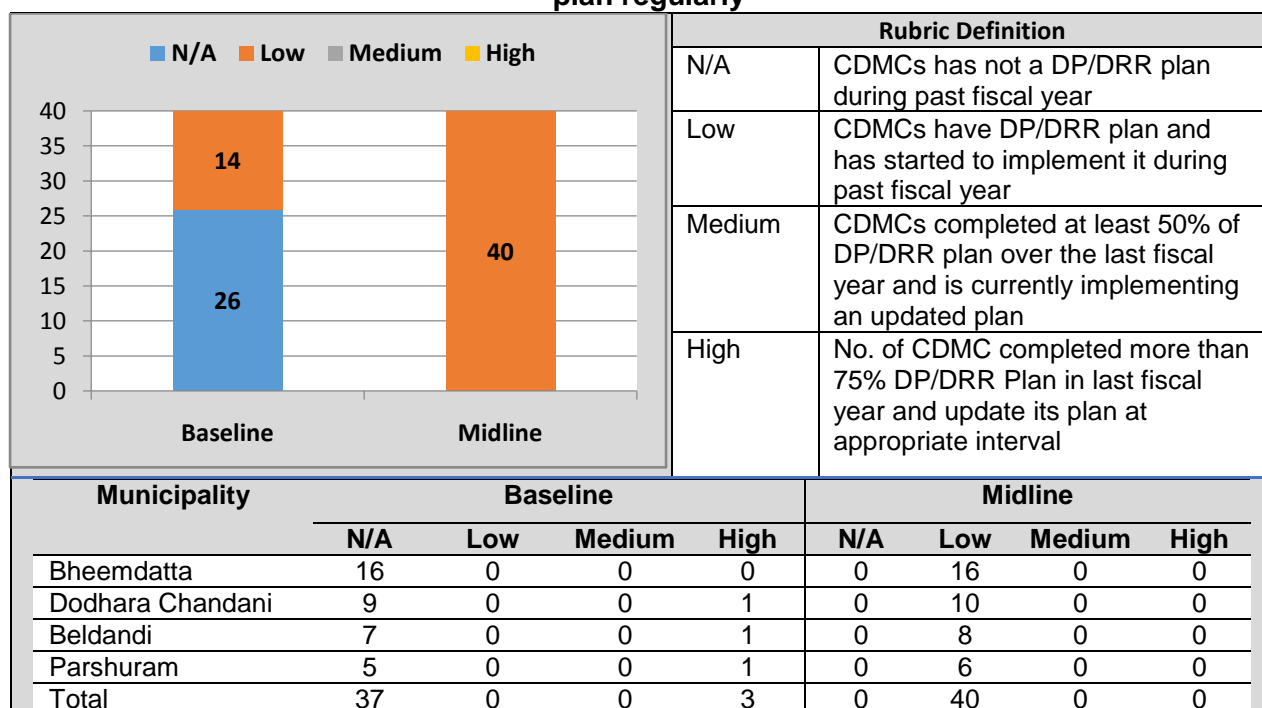 plan regularly
N/A Low Medium High
40
35
30
25
20
15
10
5
0
14
26
40
Baseline Midline
Rubric Definition
N/A CDMCs has not a DP/DRR plan
during past fiscal year
Low CDMCs have DP/DRR plan and
has started to implement it during
past fiscal year
Medium CDMCs completed at least 50% of
DP/DRR plan over the last fiscal
year and is currently implementing
an updated plan
High No. of CDMC completed more than
75% DP/DRR Plan in last fiscal
year and update its plan at
appropriate interval
Municipality Baseline Midline
N/A Low Medium High N/A Low Medium High
Bheemdatta 16 0 0 0 0 16 0 0
Dodhara Chandani 9 0 0 1 0 10 0 0
Beldandi 7 0 0 1 0 8 0 0
Parshuram 5 0 0 1 0 6 0 0
Total 37 0 0 3 0 40 0 0